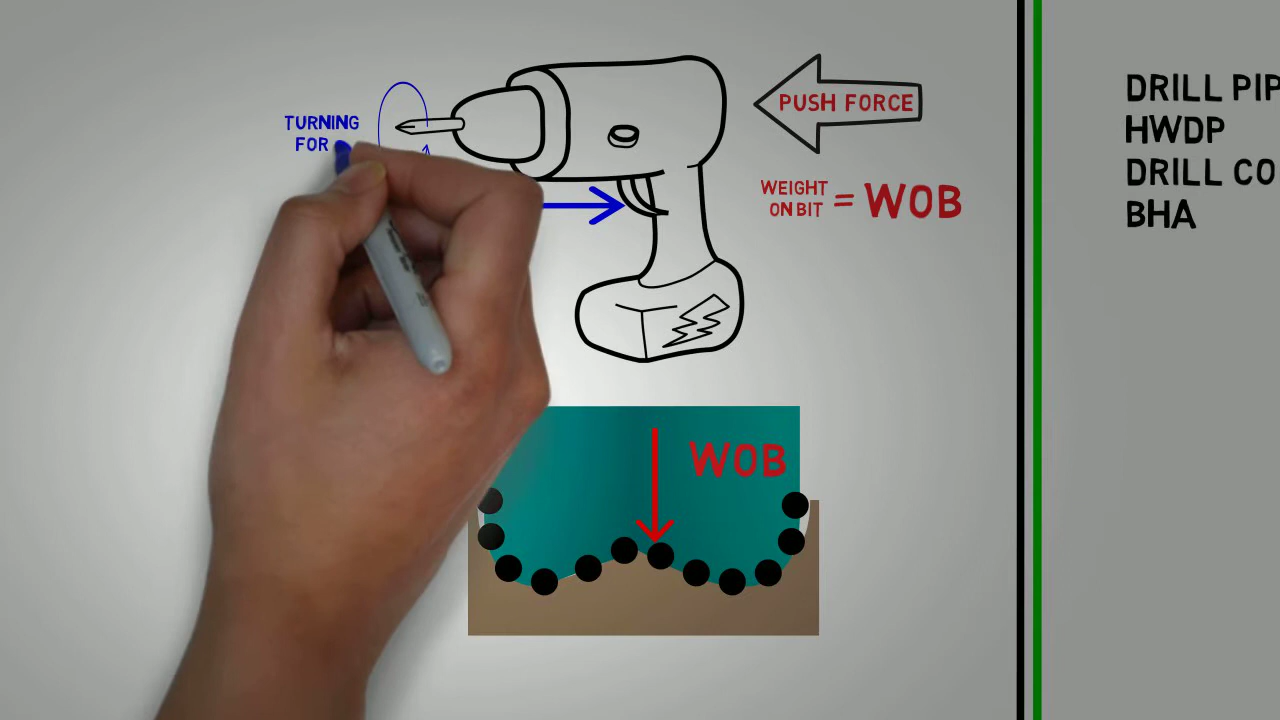 TURNING
FOR
PUSH FORCE
WEIGHT
ON BIT = WOB
WOB
DRILL PIP
HWDP
DRILL CO
BHA